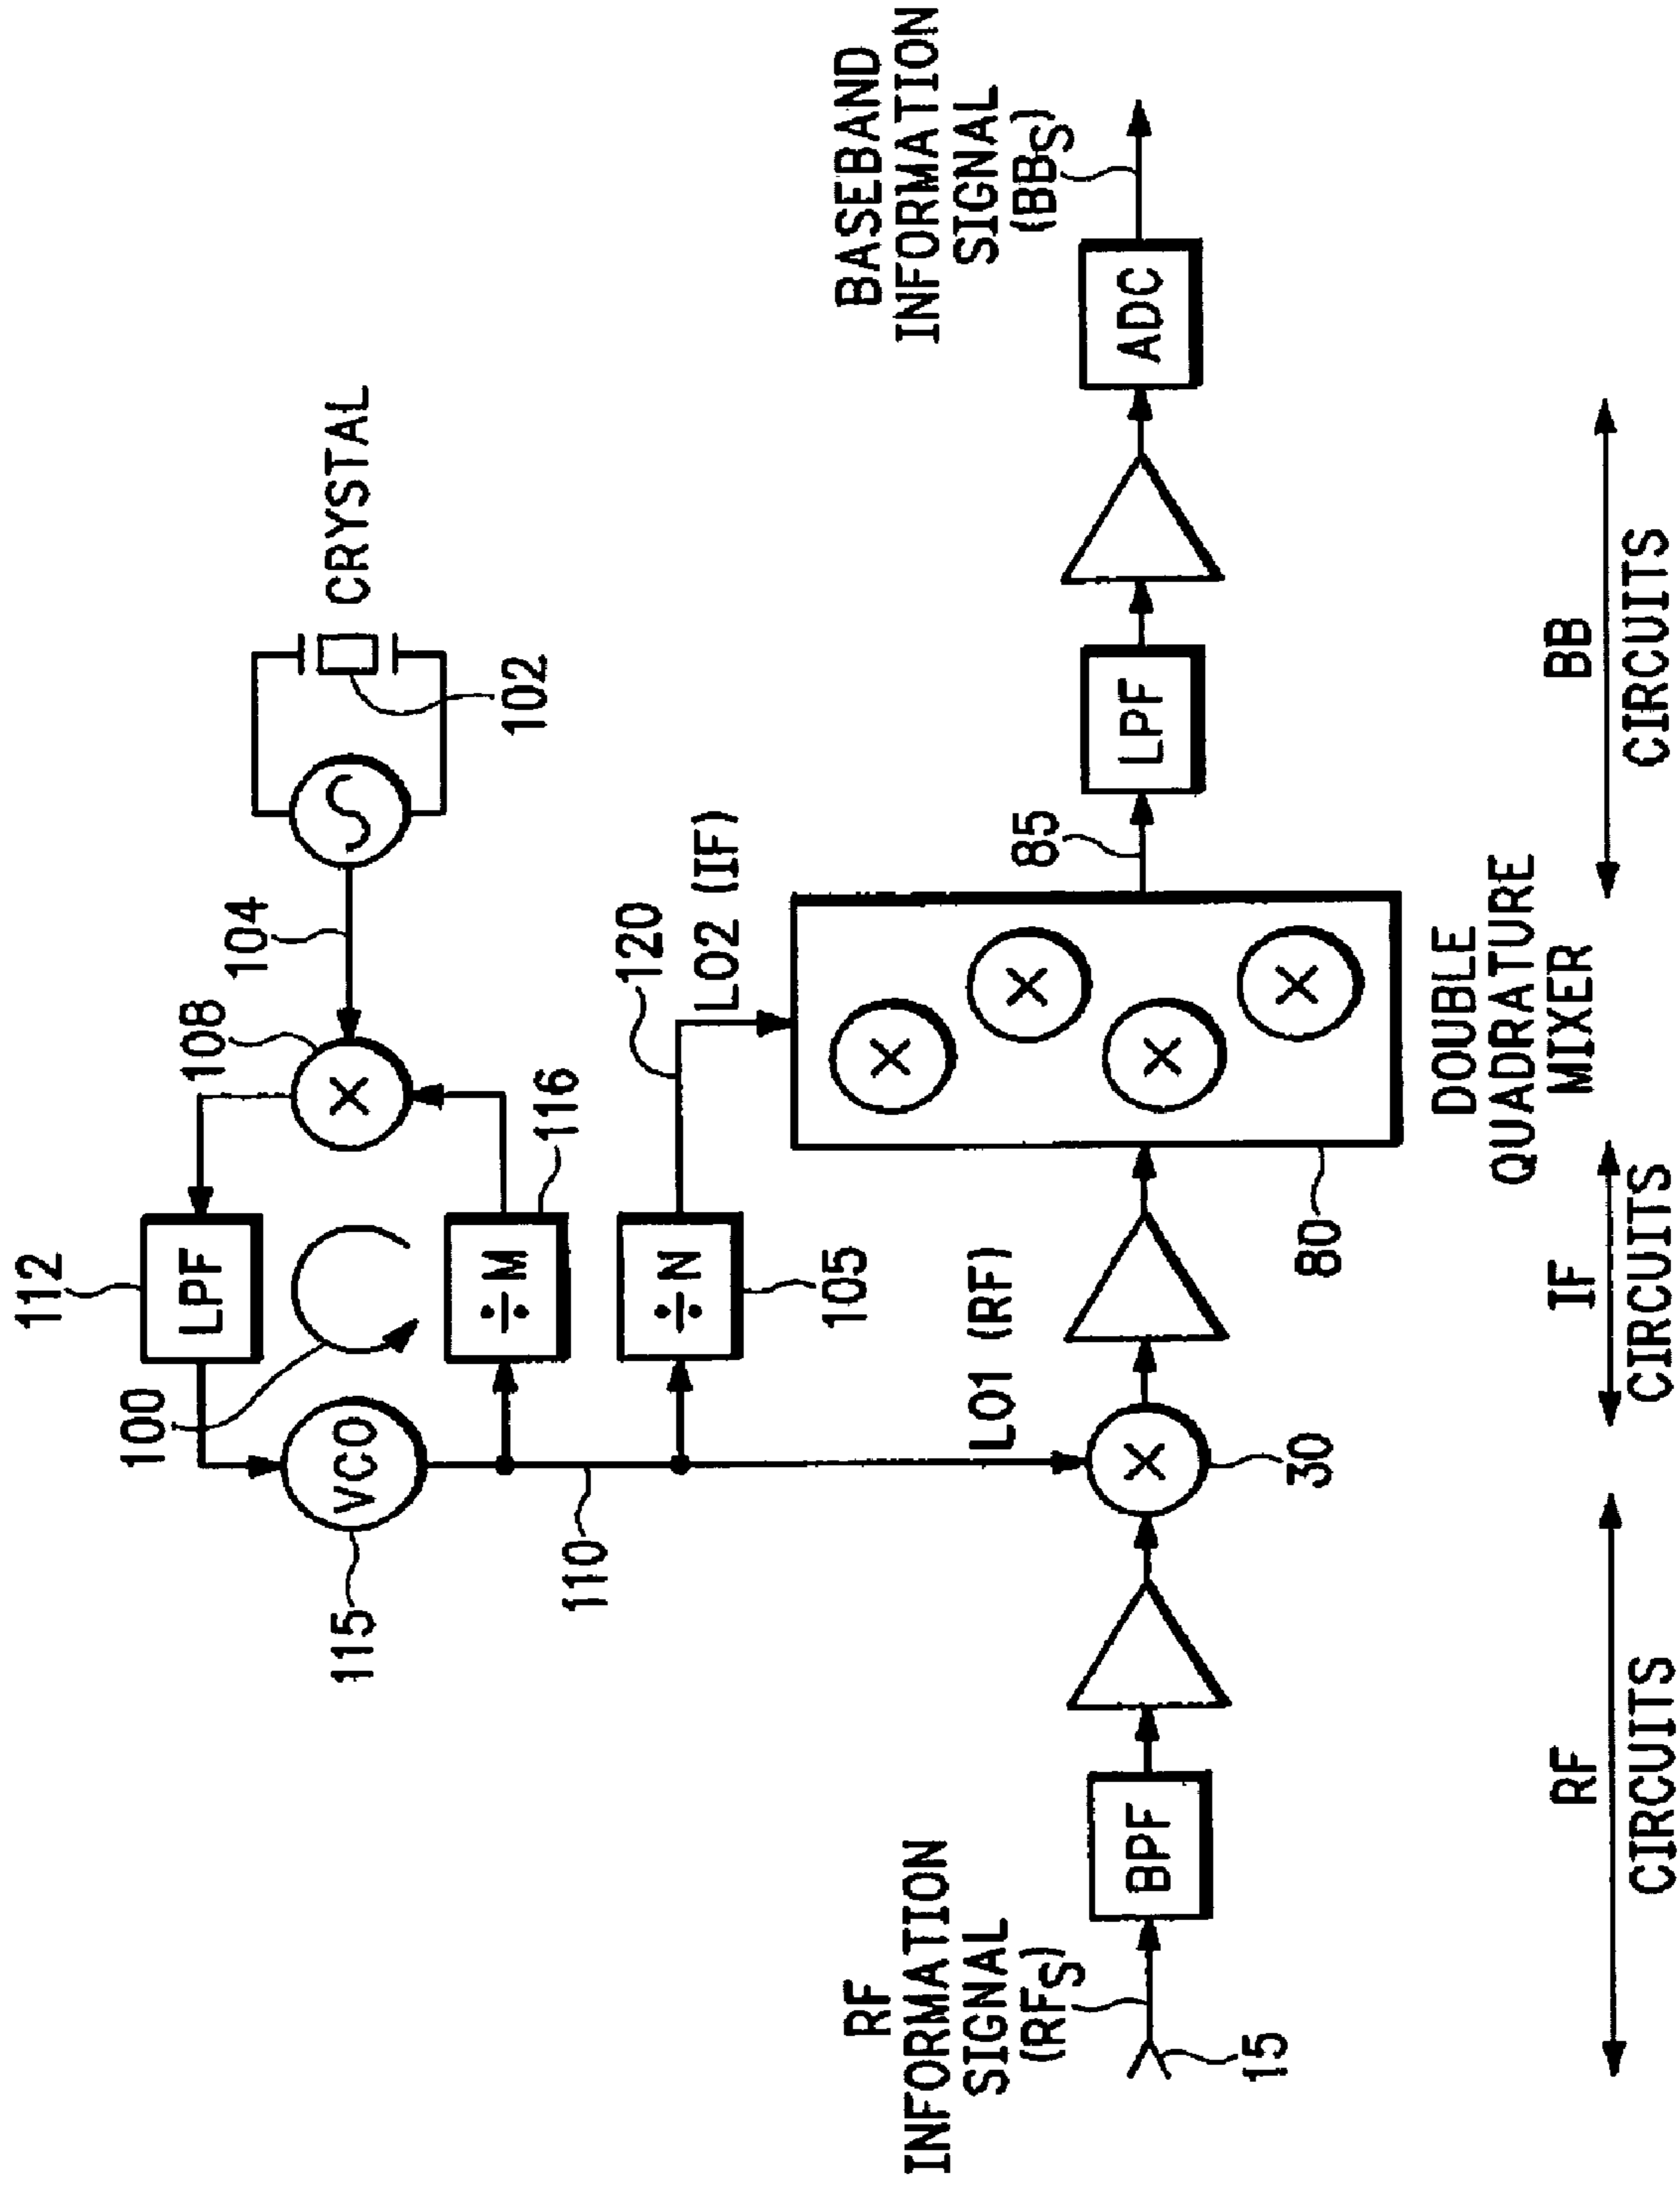 112
LPF
100
VCO
115
÷M
116
108
104
CRYSTAL
102
÷N
105
110
120
LO2 (IF)
LO1 (RF)
RF
INFORMATION
SIGNAL
(RFS)
15
BPF
30
80
85
LPF
ADC
BASEBAND
INFORMATION
SIGNAL
(BBS)
DOUBLE
QUADRATURE
MIXER
RF
CIRCUITS
IF
CIRCUITS
BB
CIRCUITS